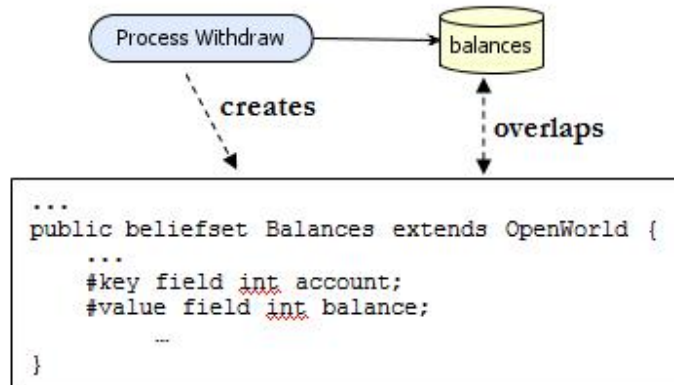 Process Withdraw
balances
creates
overlaps
...
public beliefset Balances extends OpenWorld {
...
#key field int account;
#value field int balance;
…
}